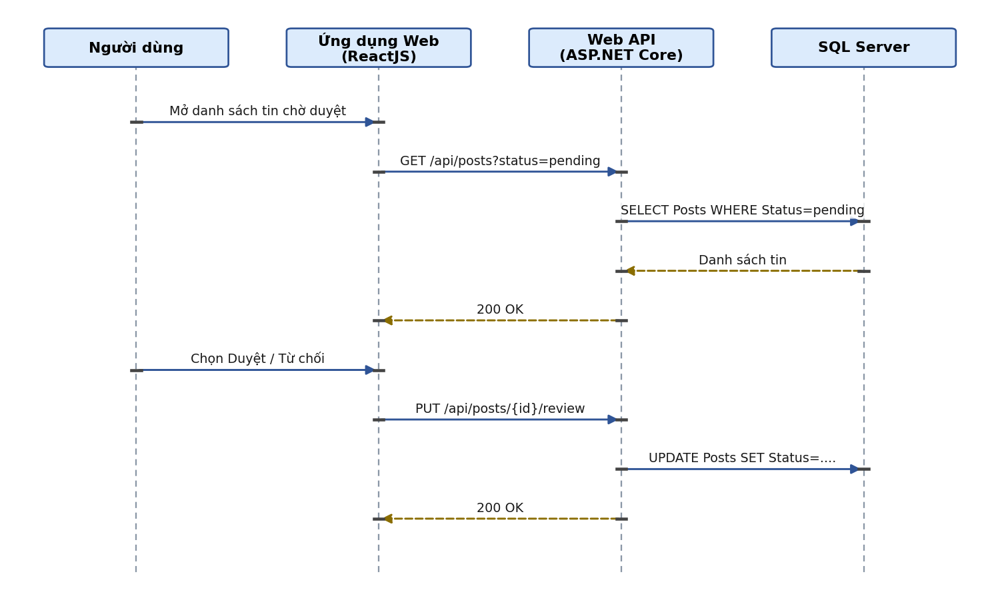 Người dùng
Ứng dụng Web
(ReactJS)
Web API
(ASP.NET Core)
SQL Server
Mở danh sách tin chờ duyệt
GET /api/posts?status=pending
SELECT Posts WHERE Status=pending
Danh sách tin
200 OK
Chọn Duyệt / Từ chối
PUT /api/posts/{id}/review
UPDATE Posts SET Status=....
200 OK